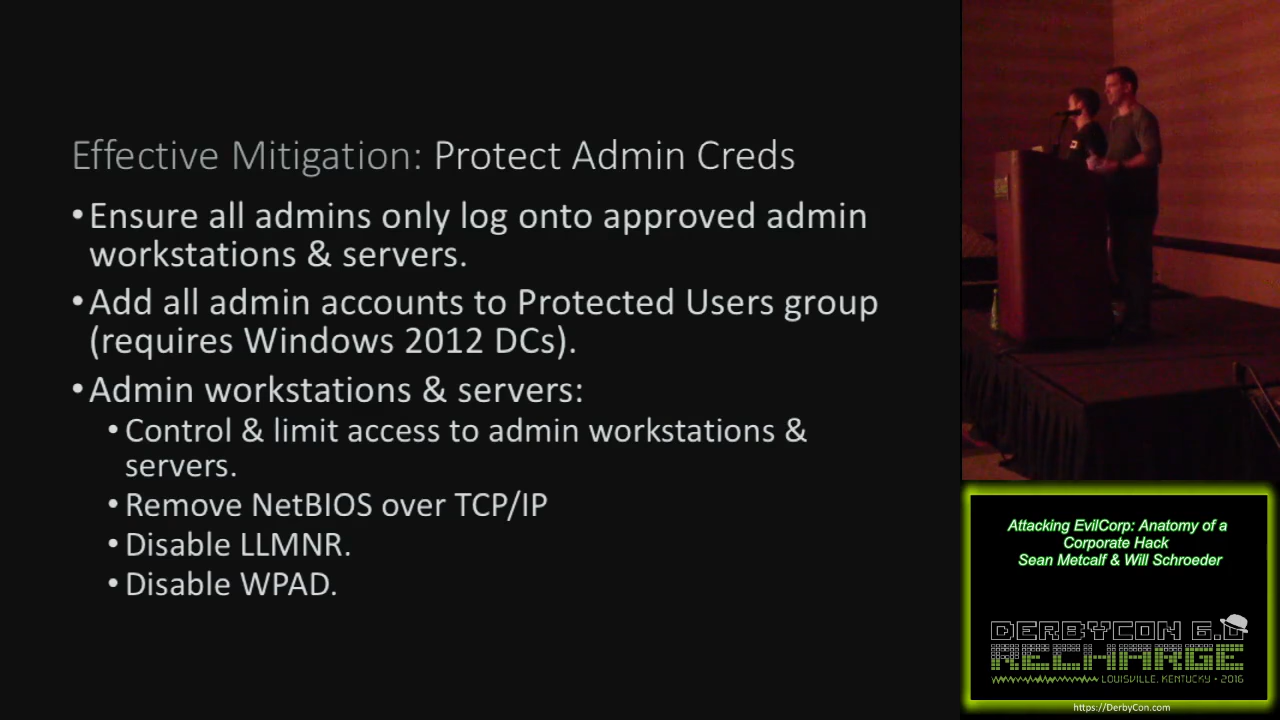 Effective Mitigation: Protect Admin Creds
•Ensure all admins only log onto approved admin
workstations & servers.
•Add all admin accounts to Protected Users group
(requires Windows 2012 DCs).
•Admin workstations & servers:
•Control & limit access to admin workstations &
servers.
•Remove NetBIOS over TCP/IP
•Disable LLMNR.
•Disable WPAD.
Attacking EvilCorp: Anatomy of a
Corporate Hack
Sean Metcalf & Will Schroeder
DERBYCON 6.0
RECHARGE
LOUISVILLE, KENTUCKY • 2016
https://DerbyCon.com